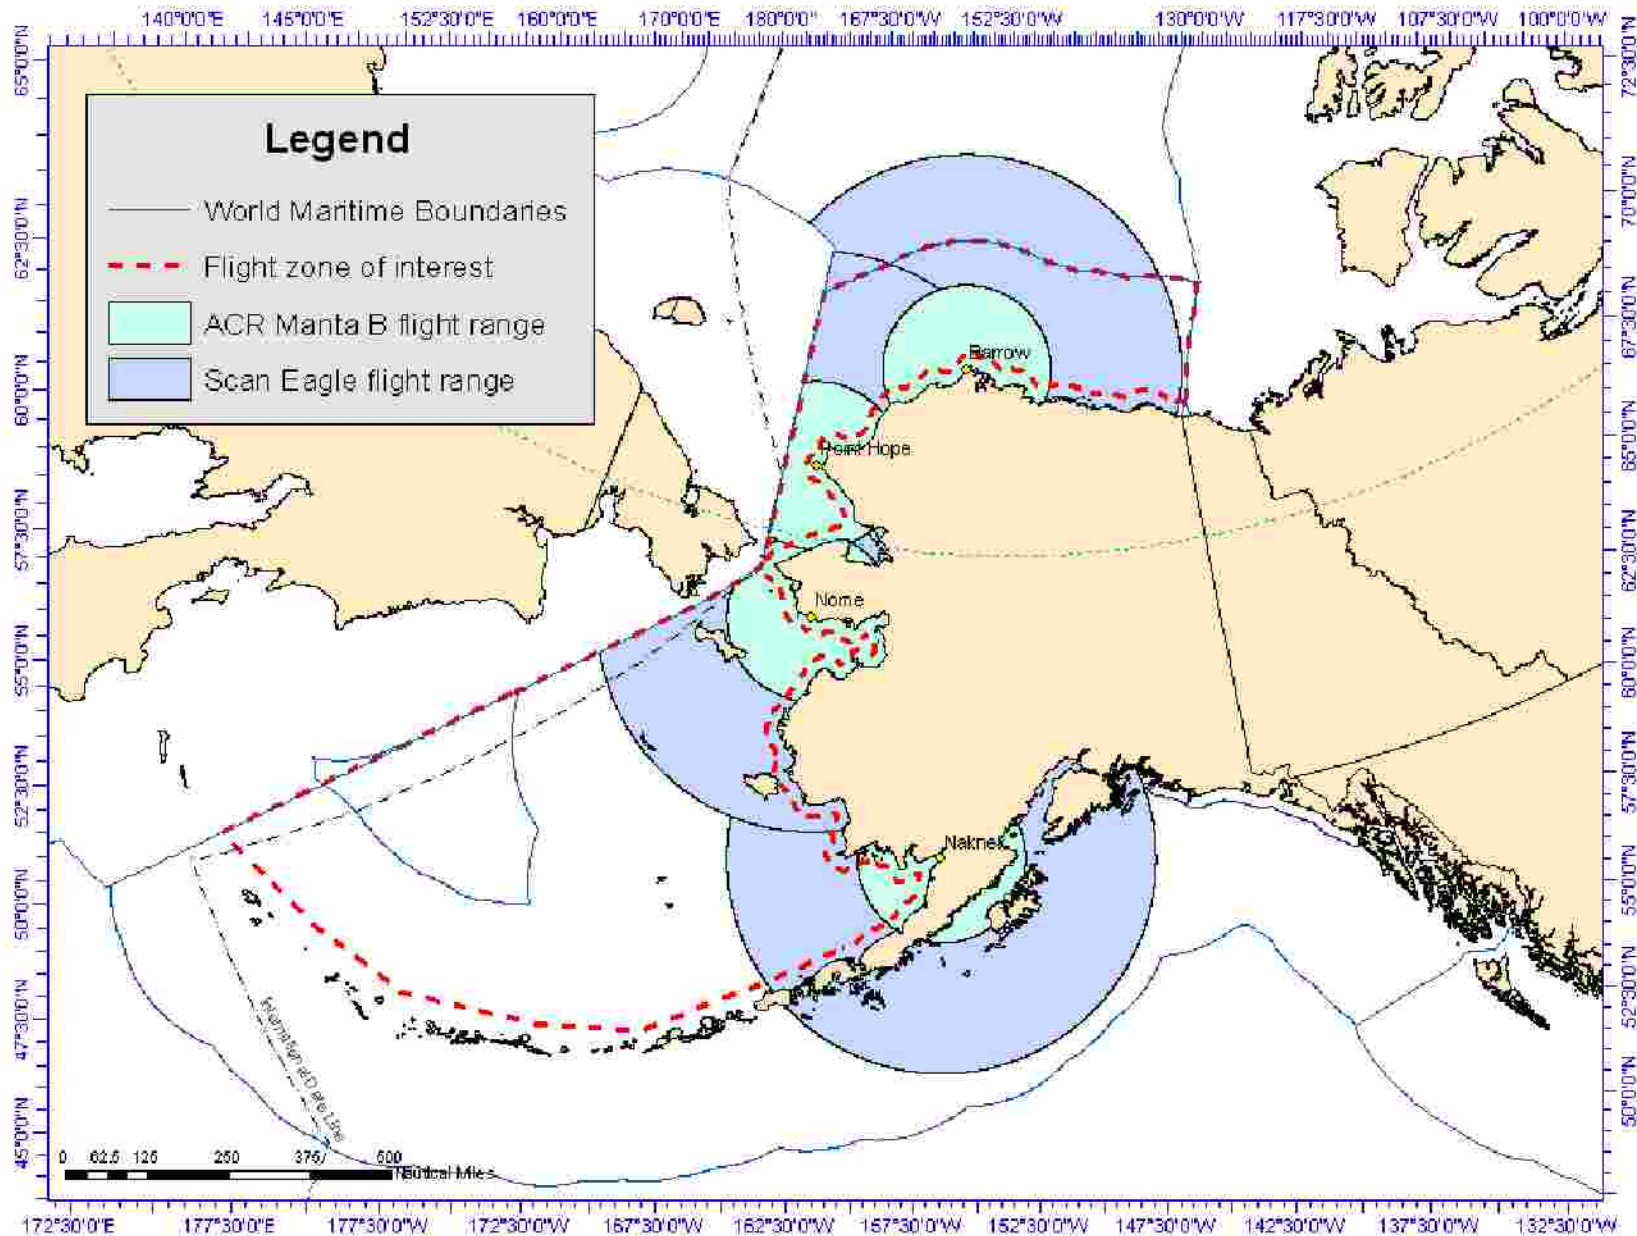 140°0'0"E 145°0'0"E 152°30'0"E 160°0'0"E 170°0'0"E 180°0'0" 167°30'0"W 152°30'0"W 130°0'0"W 117°30'0"W 107°30'0"W 100°0'0"W
65°0'0"N
62°30'0"N
60°0'0"N
57°30'0"N
55°0'0"N
52°30'0"N
50°0'0"N
47°30'0"N
45°0'0"N
Legend
World Maritime Boundaries
Flight zone of interest
ACR Manta B flight range
Scan Eagle flight range
Barrow
Point Hope
Nome
Naknek
International Date Line
0 62.5 125 250 375 500
Nautical Miles
72°30'0"N
70°0'0"N
67°30'0"N
65°0'0"N
62°30'0"N
60°0'0"N
57°30'0"N
55°0'0"N
52°30'0"N
50°0'0"N
172°30'0"E 177°30'0"E 177°30'0"W 172°30'0"W 167°30'0"W 162°30'0"W 157°30'0"W 152°30'0"W 147°30'0"W 142°30'0"W 137°30'0"W 132°30'0"W